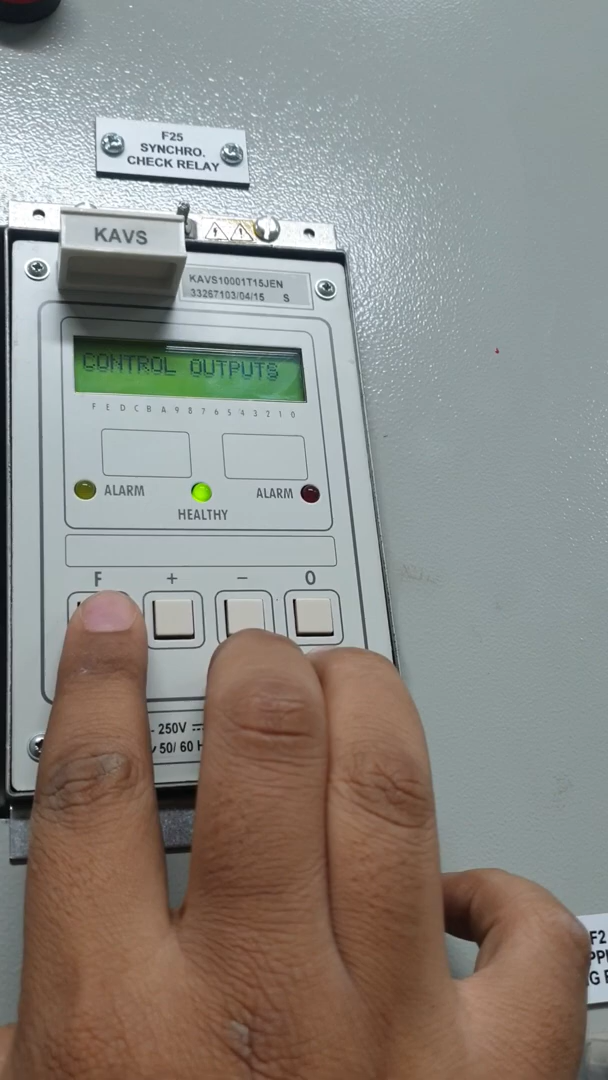 F25
SYNCHRO.
CHECK RELAY
KAVS
KAVS10001T15JEN
33267103/04/15 S
CONTROL OUTPUTS
F E D C B A 9 8 7 6 5 4 3 2 1 0
ALARM
ALARM
HEALTHY
F + − 0
250V
50/ 60 H
F2